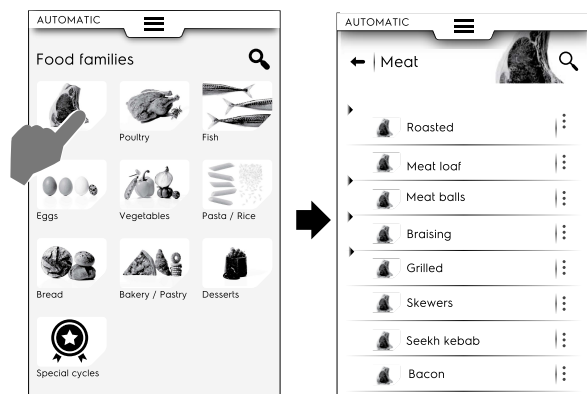 AUTOMATIC
Food families
Poultry
Fish
Eggs
Vegetables
Pasta / Rice
Bread
Bakery / Pastry
Desserts
Special cycles
AUTOMATIC
Meat
Roasted
Meat loaf
Meat balls
Braising
Grilled
Skewers
Seekh kebab
Bacon